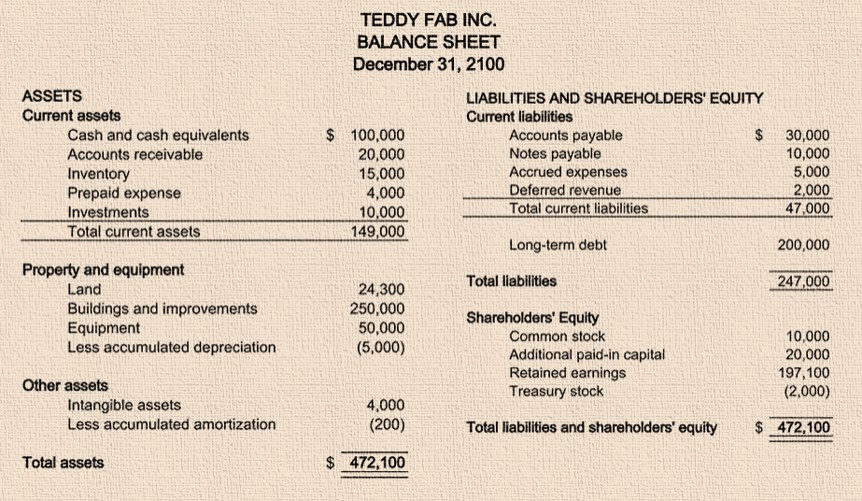 TEDDY FAB INC.
BALANCE SHEET
December 31, 2100
ASSETS
Current assets
Cash and cash equivalents $ 100,000
Accounts receivable 20,000
Inventory 15,000
Prepaid expense 4,000
Investments 10,000
Total current assets 149,000
Property and equipment
Land 24,300
Buildings and improvements 250,000
Equipment 50,000
Less accumulated depreciation (5,000)
Other assets
Intangible assets 4,000
Less accumulated amortization (200)
Total assets $ 472,100
LIABILITIES AND SHAREHOLDERS' EQUITY
Current liabilities
Accounts payable $ 30,000
Notes payable 10,000
Accrued expenses 5,000
Deferred revenue 2,000
Total current liabilities 47,000
Long-term debt 200,000
Total liabilities 247,000
Shareholders' Equity
Common stock 10,000
Additional paid-in capital 20,000
Retained earnings 197,100
Treasury stock (2,000)
Total liabilities and shareholders' equity $ 472,100